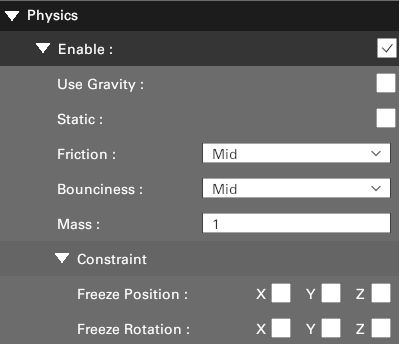 Physics
Enable :
Use Gravity :
Static :
Friction : Mid
Bounciness : Mid
Mass : 1
Constraint
Freeze Position : X Y Z
Freeze Rotation : X Y Z